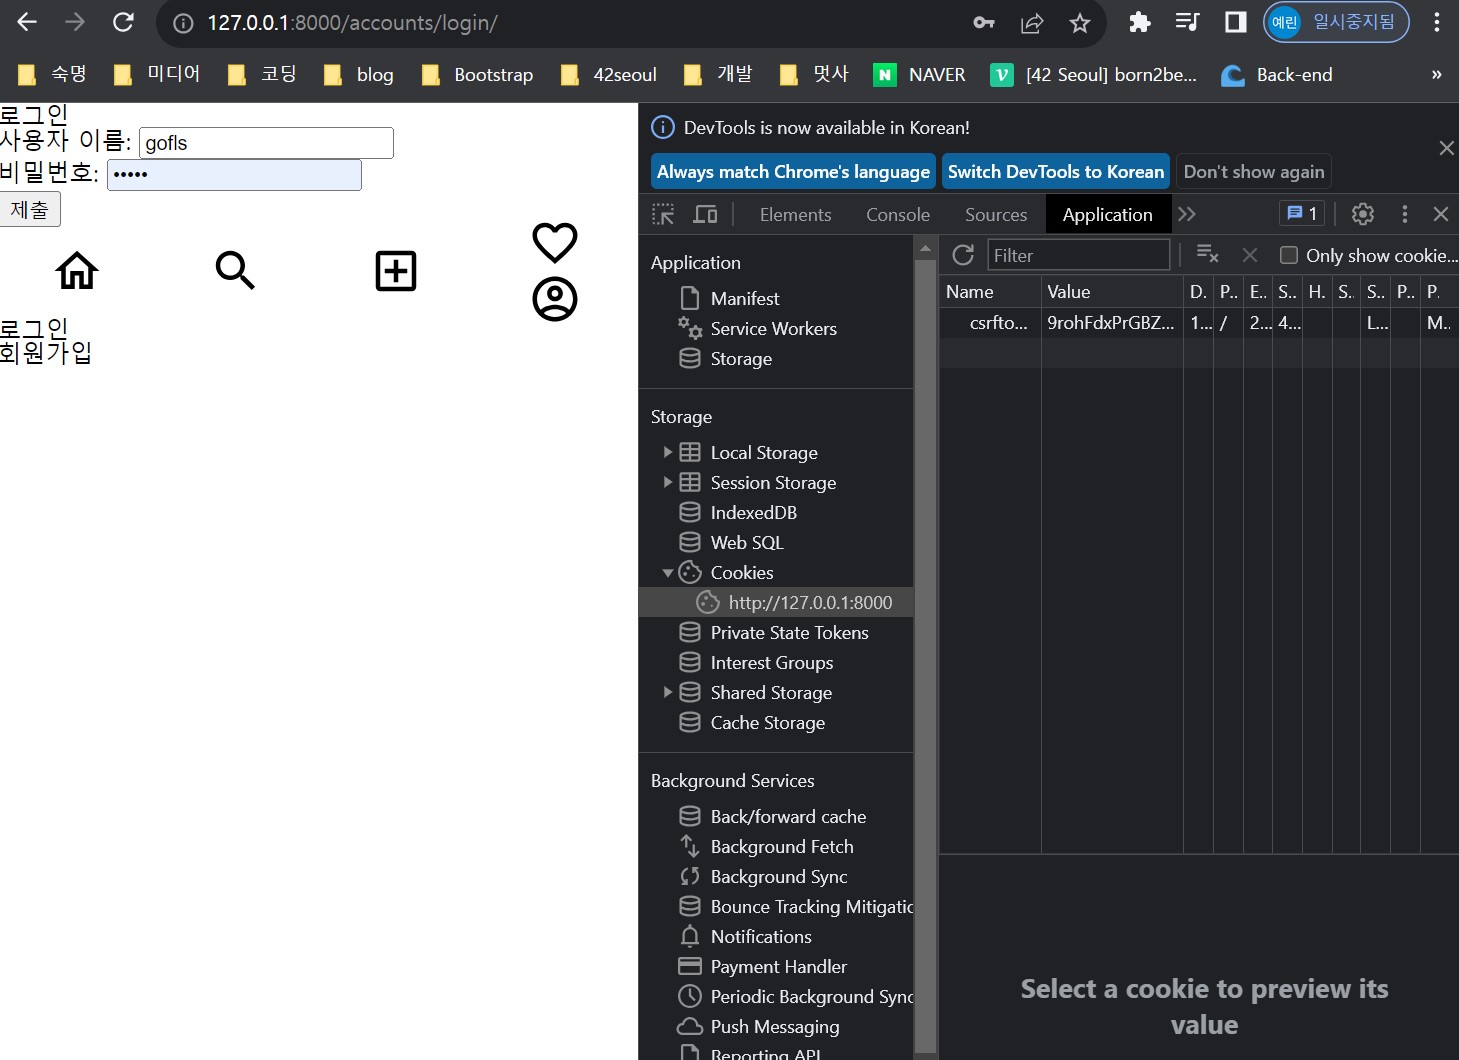 127.0.0.1:8000/accounts/login/
예린 일시중지됨
숙명 미디어 코딩 blog Bootstrap 42seoul 개발 멋사 N NAVER v [42 Seoul] born2be... Back-end »
로그인
사용자 이름: gofls
비밀번호: •••••
제출
로그인
회원가입
DevTools is now available in Korean!
Always match Chrome's language Switch DevTools to Korean Don't show again
Elements Console Sources Application 1
Application
Manifest
Service Workers
Storage
Storage
Local Storage
Session Storage
IndexedDB
Web SQL
Cookies
http://127.0.0.1:8000
Private State Tokens
Interest Groups
Shared Storage
Cache Storage
Background Services
Back/forward cache
Background Fetch
Background Sync
Bounce Tracking Mitigatic
Notifications
Payment Handler
Periodic Background Sync
Push Messaging
Reporting API
Filter Only show cookie...
Name Value D. P.. E.. S.. H. S. S.. P.. P.
csrfto... 9rohFdxPrGBZ... 1... / 2... 4... L... M..
Select a cookie to preview its
value